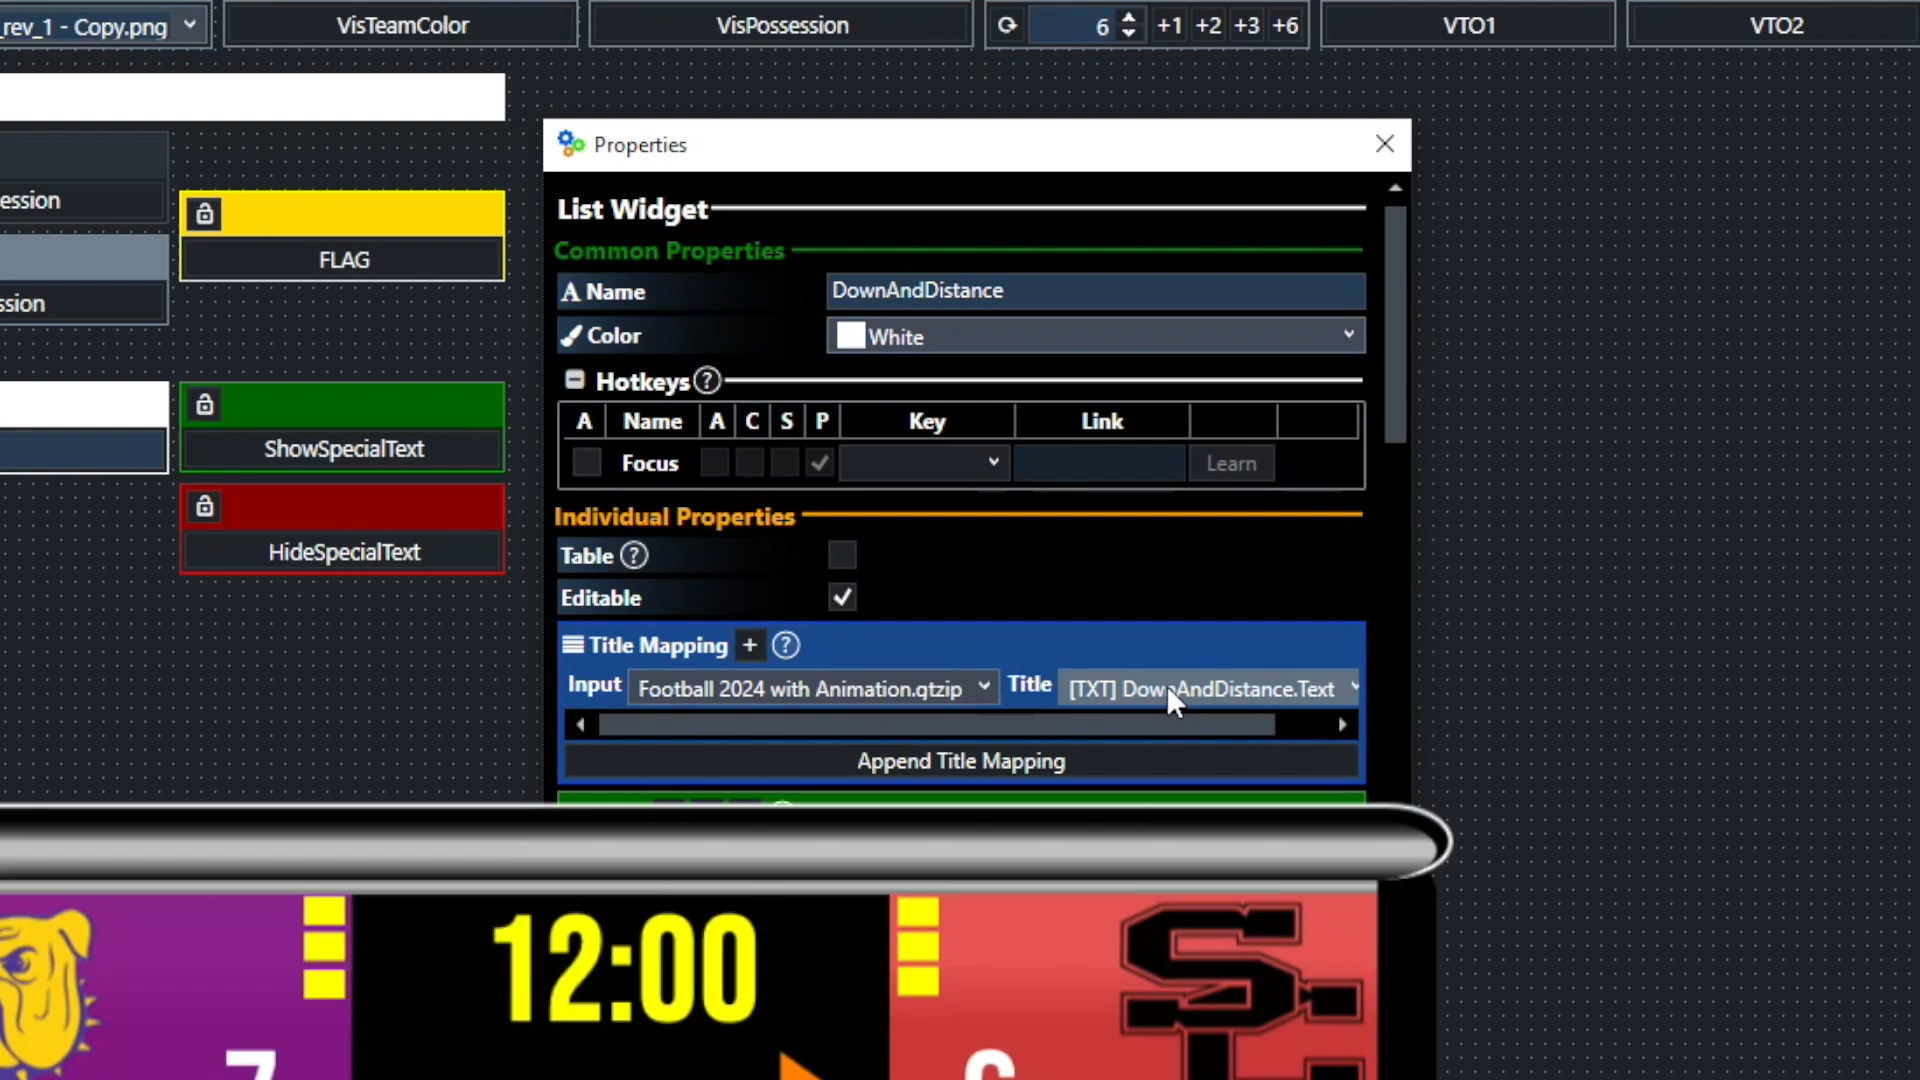 _rev_1 - Copy.png
VisTeamColor
VisPossession
6 +1 +2 +3 +6
VTO1
VTO2
Properties
List Widget
Common Properties
Name DownAndDistance
Color White
Hotkeys ?
A Name A C S P Key Link
Focus Learn
Individual Properties
Table ?
Editable
Title Mapping + ?
Input Football 2024 with Animation.gtzip Title [TXT] DownAndDistance.Text
Append Title Mapping
ession
FLAG
ssion
ShowSpecialText
HideSpecialText
12:00